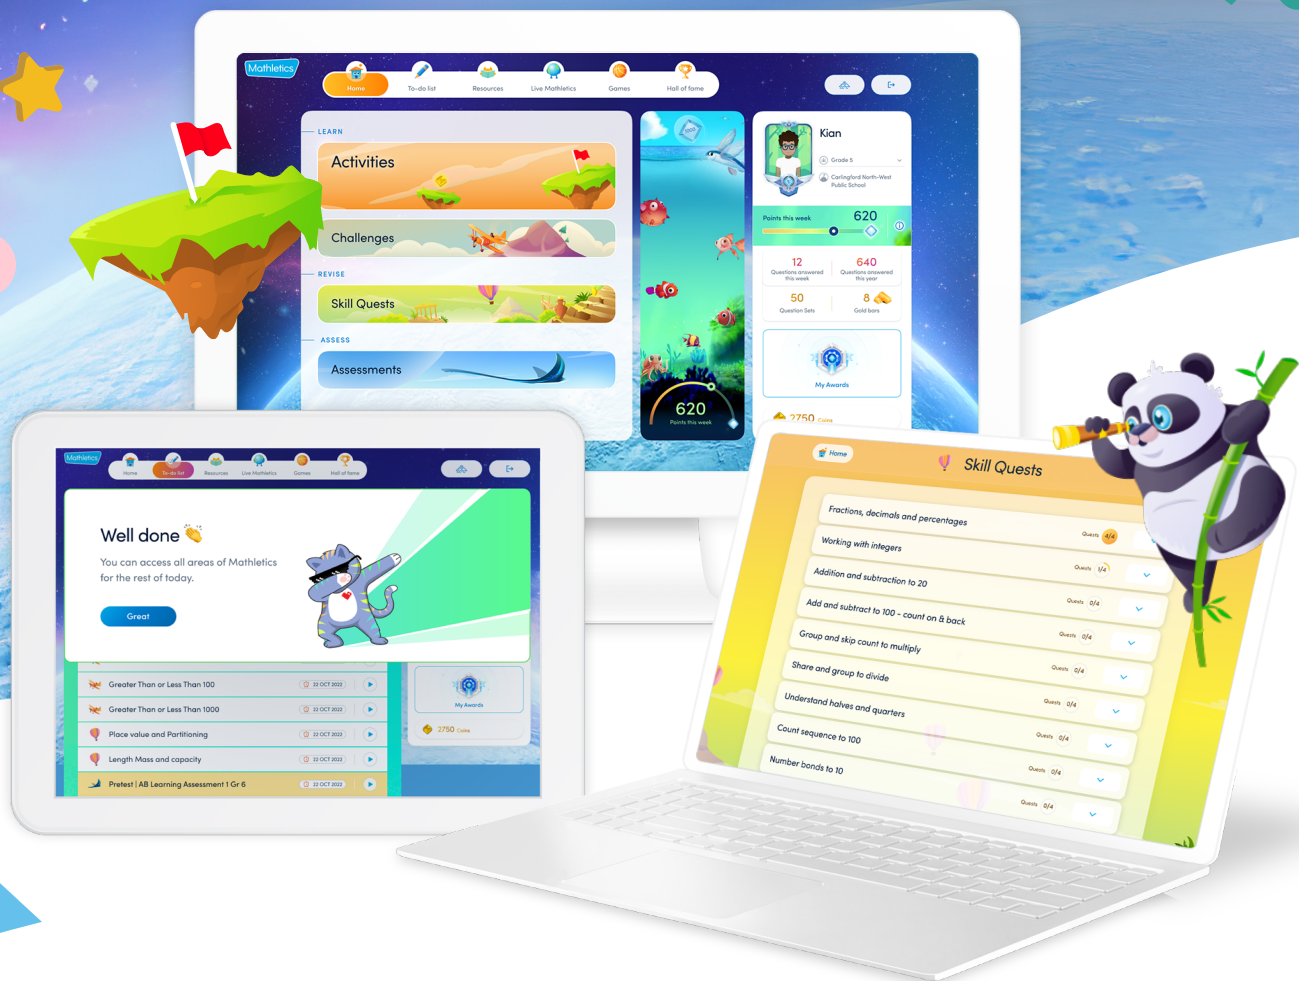 Mathletics
Home
To-do list
Resources
Live Mathletics
Games
Hall of fame
LEARN
Activities
Challenges
REVISE
Skill Quests
ASSESS
Assessments
1000
620
Points this week
Kian
Grade 5
Carlingford North-West
Public School
Points this week
620
12
Questions answered
this week
640
Questions answered
this year
50
Question Sets
8
Gold bars
My Awards
2750 Coins
Mathletics
Home
To-do list
Resources
Live Mathletics
Games
Hall of fame
Well done
You can access all areas of Mathletics
for the rest of today.
Great
Greater Than or Less Than 100
22 OCT 2022
Greater Than or Less Than 1000
22 OCT 2022
Place value and Partitioning
22 OCT 2022
Length Mass and capacity
22 OCT 2022
Pretest | AB Learning Assessment 1 Gr 6
22 OCT 2022
My Awards
2750 Coins
Home
Skill Quests
Fractions, decimals and percentages
Quests 4/4
Working with integers
Quests 1/4
Addition and subtraction to 20
Quests 0/4
Add and subtract to 100 - count on & back
Quests 0/4
Group and skip count to multiply
Quests 0/4
Share and group to divide
Quests 0/4
Understand halves and quarters
Quests 0/4
Count sequence to 100
Quests 0/4
Number bonds to 10
Quests 0/4